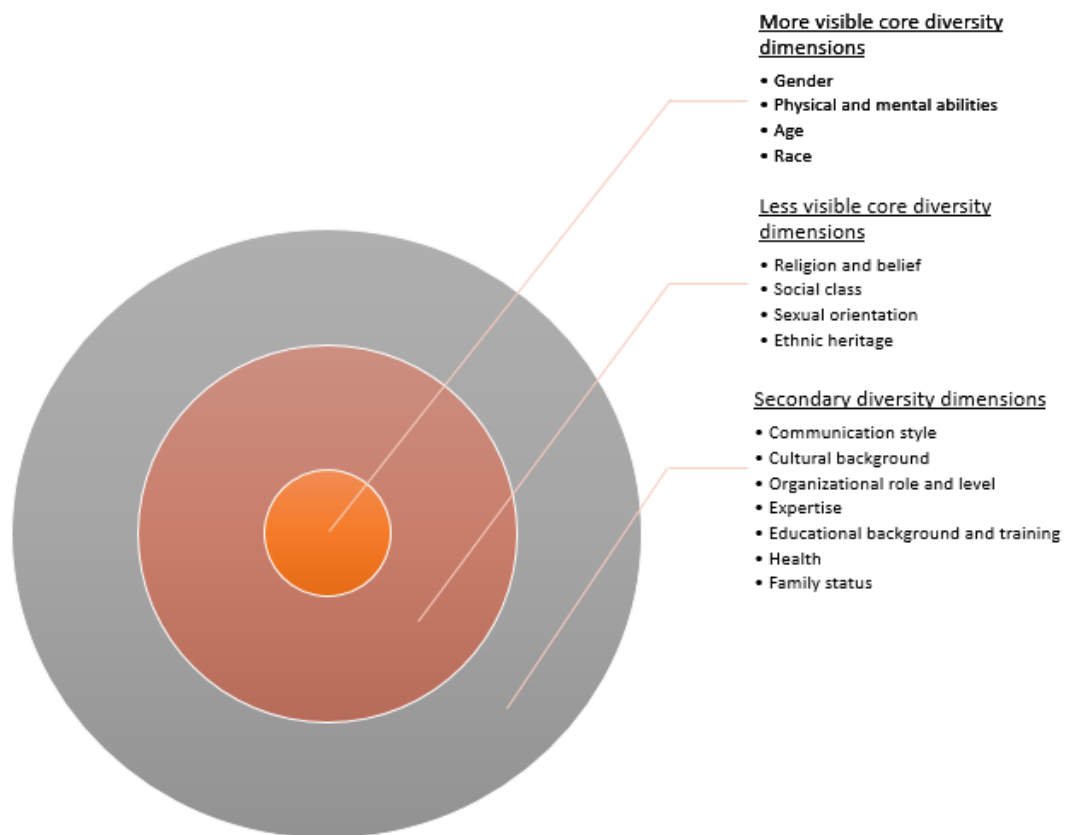 More visible core diversity
dimensions
• Gender
• Physical and mental abilities
• Age
• Race
Less visible core diversity
dimensions
• Religion and belief
• Social class
• Sexual orientation
• Ethnic heritage
Secondary diversity dimensions
• Communication style
• Cultural background
• Organizational role and level
• Expertise
• Educational background and training
• Health
• Family status